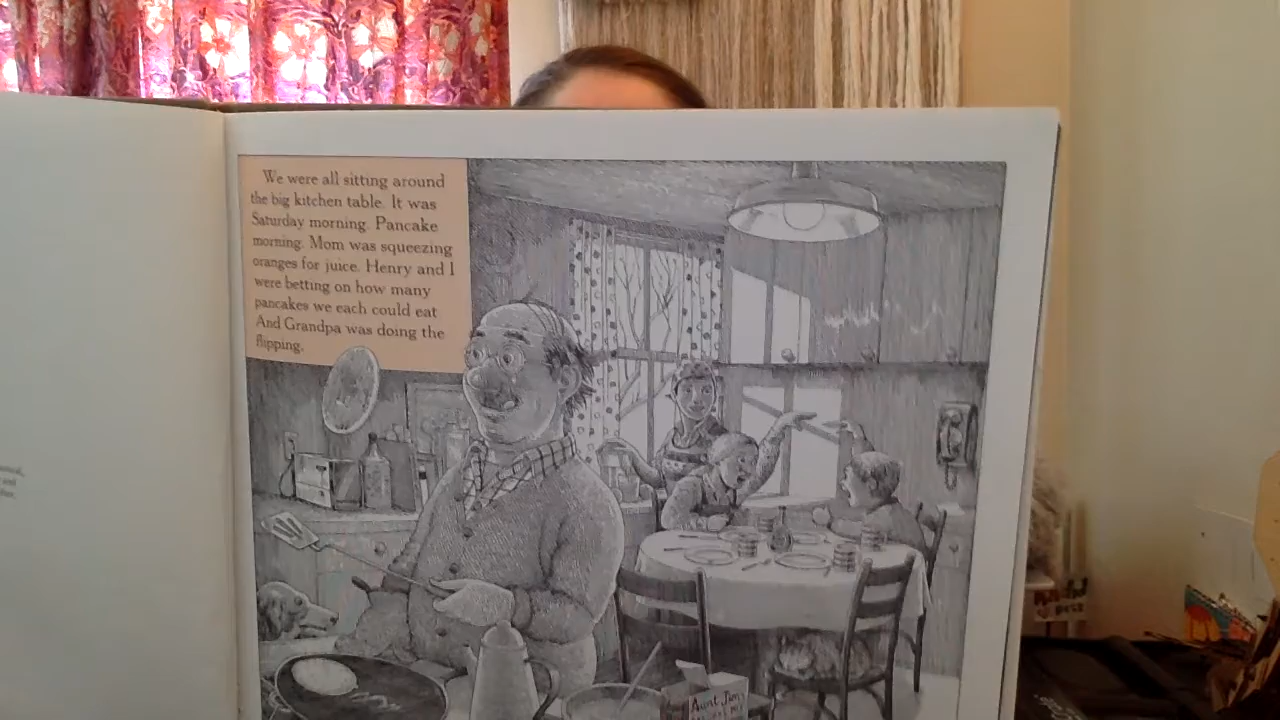 We were all sitting around
the big kitchen table. It was
Saturday morning. Pancake
morning. Mom was squeezing
oranges for juice. Henry and I
were betting on how many
pancakes we each could eat
And Grandpa was doing the
flipping.
Aunt Jim's